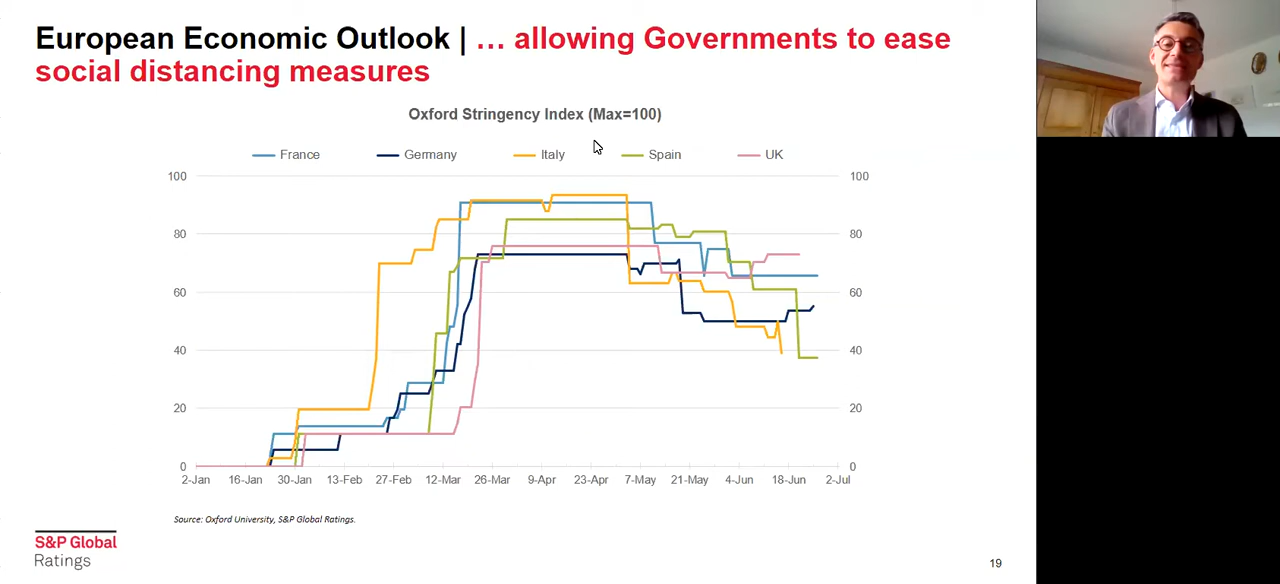 European Economic Outlook | … allowing Governments to ease
social distancing measures
Oxford Stringency Index (Max=100)
France Germany Italy Spain UK
100 100
80 80
60 60
40 40
20 20
0 0
2-Jan 16-Jan 30-Jan 13-Feb 27-Feb 12-Mar 26-Mar 9-Apr 23-Apr 7-May 21-May 4-Jun 18-Jun 2-Jul
Source: Oxford University, S&P Global Ratings.
S&P Global
Ratings
19